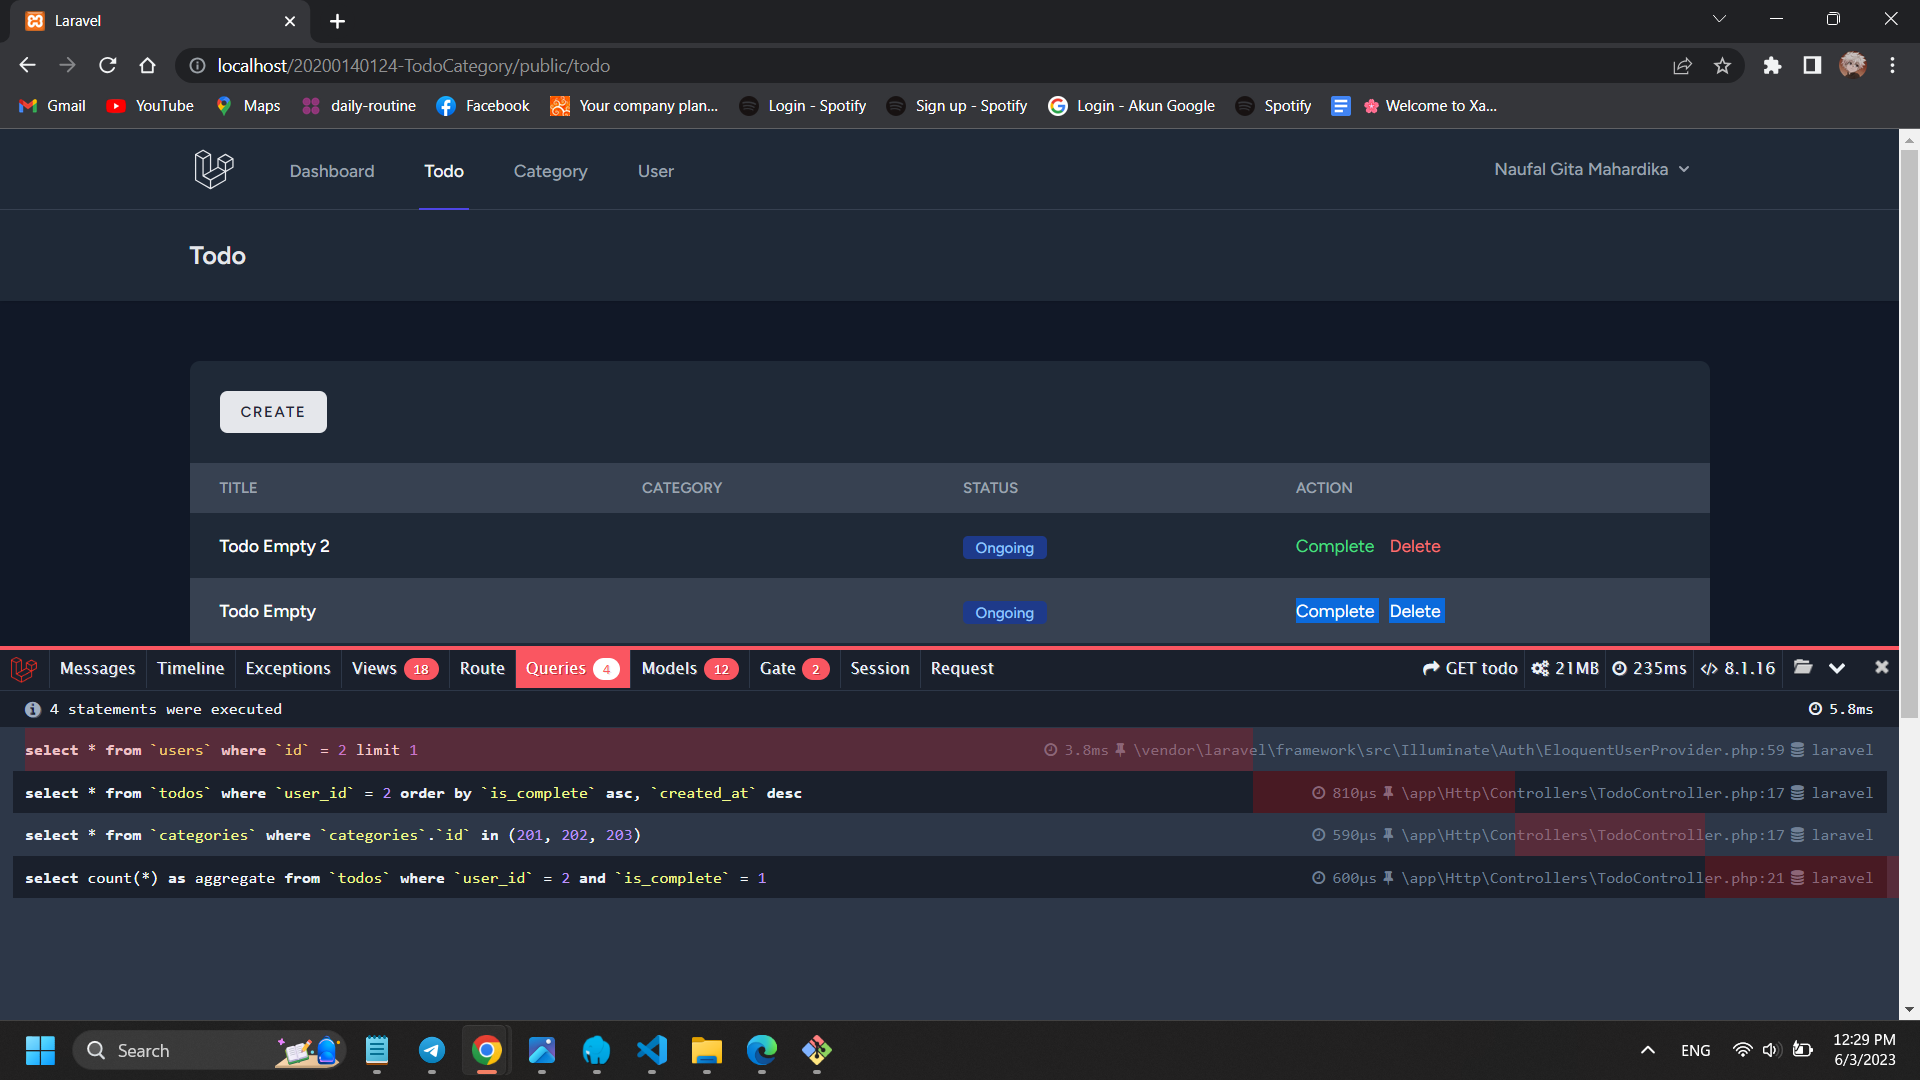 Laravel
localhost/20200140124-TodoCategory/public/todo
Gmail YouTube Maps daily-routine Facebook Your company plan... Login - Spotify Sign up - Spotify Login - Akun Google Spotify Welcome to Xa...
Dashboard Todo Category User Naufal Gita Mahardika
Todo
CREATE
TITLE CATEGORY STATUS ACTION
Todo Empty 2 Ongoing Complete Delete
Todo Empty Ongoing Complete Delete
Messages Timeline Exceptions Views 18 Route Queries 4 Models 12 Gate 2 Session Request GET todo 21MB 235ms 8.1.16
4 statements were executed 5.8ms
select * from `users` where `id` = 2 limit 1 3.8ms \vendor\laravel\framework\src\Illuminate\Auth\EloquentUserProvider.php:59 laravel
select * from `todos` where `user_id` = 2 order by `is_complete` asc, `created_at` desc 810μs \app\Http\Controllers\TodoController.php:17 laravel
select * from `categories` where `categories`.`id` in (201, 202, 203) 590μs \app\Http\Controllers\TodoController.php:17 laravel
select count(*) as aggregate from `todos` where `user_id` = 2 and `is_complete` = 1 600μs \app\Http\Controllers\TodoController.php:21 laravel
Search ENG 12:29 PM
6/3/2023